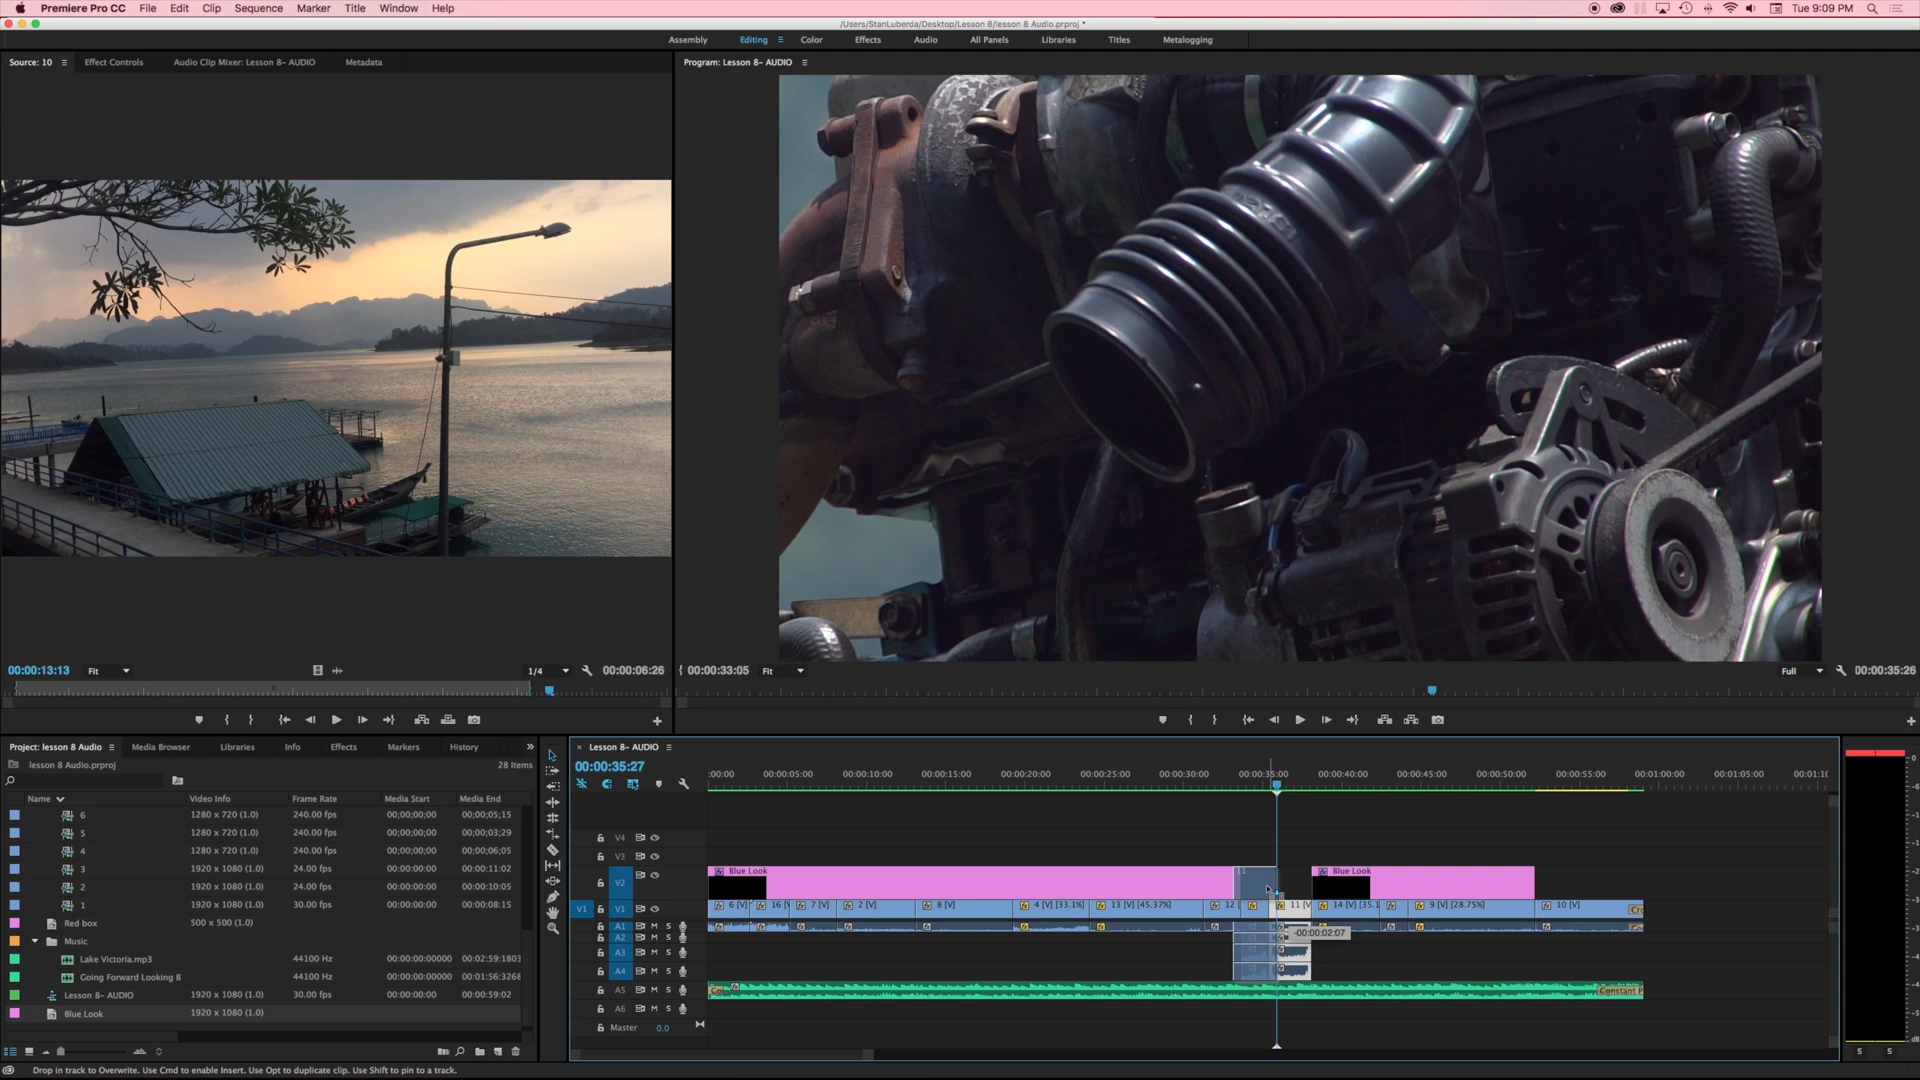 Premiere Pro CC File Edit Clip Sequence Marker Title Window Help Tue 9:09 PM
/Users/StanLuberda/Desktop/Lesson 8/lesson 8 Audio.prproj *
Assembly Editing Color Effects Audio All Panels Libraries Titles Metalogging
Source: 10 Effect Controls Audio Clip Mixer: Lesson 8- AUDIO Metadata
Program: Lesson 8- AUDIO
00:00:13:13 Fit 1/4 00:00:06:26
00:00:33:05 Fit Full 00:00:35:26
Project: lesson 8 Audio Media Browser Libraries Info Effects Markers History
lesson 8 Audio.prproj 28 Items
Name Video Info Frame Rate Media Start Media End
6 1280 x 720 (1.0) 240.00 fps 00;00;00;00 00;00;05;15
5 1280 x 720 (1.0) 240.00 fps 00;00;00;00 00;00;03;29
4 1280 x 720 (1.0) 240.00 fps 00;00;00;00 00;00;06;05
3 1920 x 1080 (1.0) 24.00 fps 00:00:00:00 00:00:11:02
2 1920 x 1080 (1.0) 24.00 fps 00:00:00:00 00:00:10:05
1 1920 x 1080 (1.0) 30.00 fps 00:00:00:00 00:00:08:15
Red box 500 x 500 (1.0)
Music
Lake Victoria.mp3 44100 Hz 00:00:00:00000 00:02:59:1803
Going Forward Looking B 44100 Hz 00:00:00:00000 00:01:56:3268
Lesson 8- AUDIO 1920 x 1080 (1.0) 30.00 fps 00:00:00:00 00:00:59:02
Blue Look 1920 x 1080 (1.0)
Lesson 8- AUDIO
00:00:35:27
:00:00 00:00:05:00 00:00:10:00 00:00:15:00 00:00:20:00 00:00:25:00 00:00:30:00 00:00:35:00 00:00:40:00 00:00:45:00 00:00:50:00 00:00:55:00 00:01:00:00 00:01:05:00 00:01:10
V4
V3
V2 Blue Look 11 Blue Look
V1 V1 6 [V] 16 [V 7 [V] 2 [V] 8 [V] 4 [V] [33.1%] 13 [V] [45.37%] 12 [ 11 [V 14 [V] [35.1 9 [V] [28.75%] 10 [V] Cro
A1 M S
A2 M S -00:00:02:07
A3 M S
A4 M S
A5 M S Constant P
A6 M S
Master 0.0
S S
Drop in track to Overwrite. Use Cmd to enable Insert. Use Opt to duplicate clip. Use Shift to pin to a track.